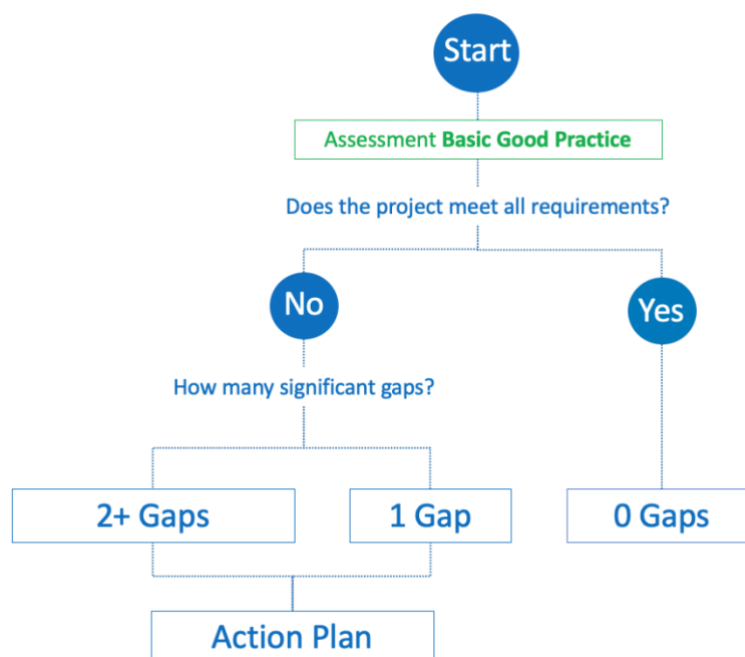 Start
Assessment Basic Good Practice
Does the project meet all requirements?
No
Yes
How many significant gaps?
2+ Gaps
1 Gap
0 Gaps
Action Plan